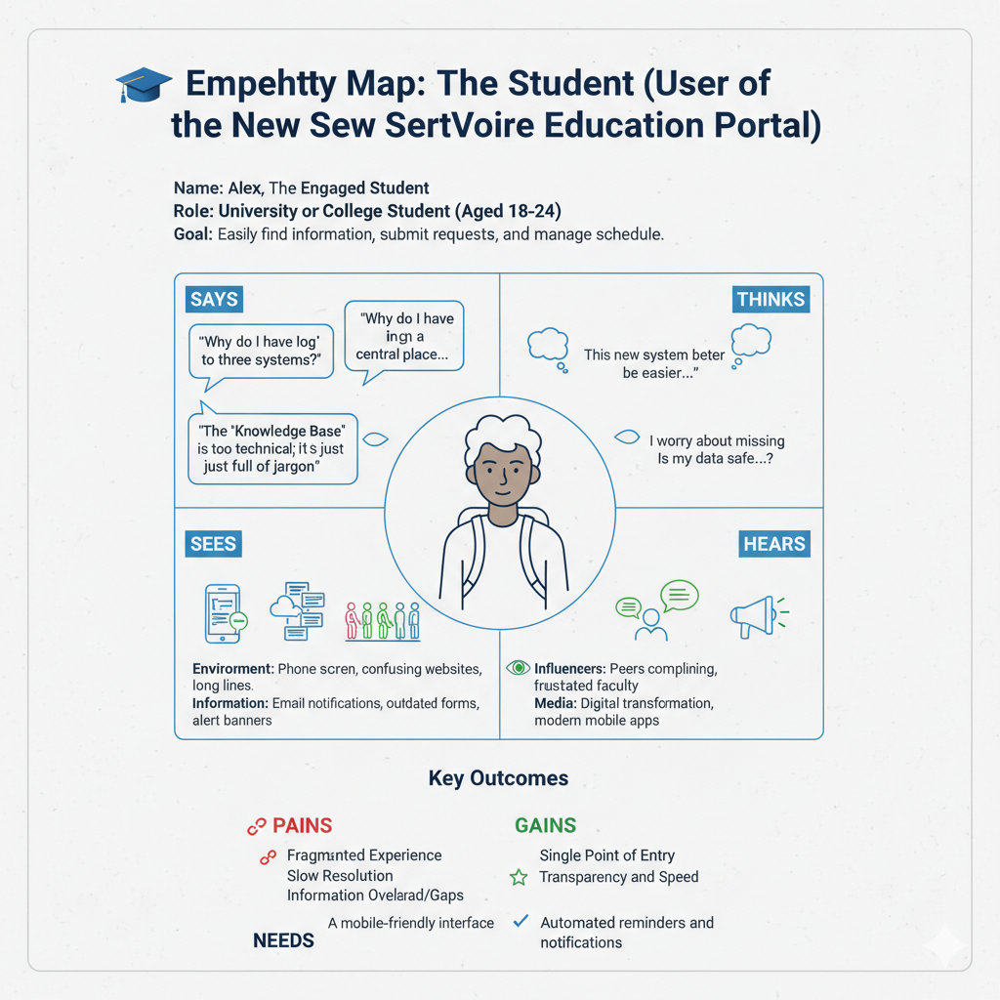 Empehtty Map: The Student (User of
the New Sew SertVoire Education Portal)
Name: Alex, The Engaged Student
Role: University or College Student (Aged 18-24)
Goal: Easily find information, submit requests, and manage schedule.
SAYS
"Why do I have log'
to three systems?"
"Why do I have
ingn a
central place...
"The "Knowledge Base"
is too technical; it s just
just full of jargon"
THINKS
This new system beter
be easier..."
I worry about missing
Is my data safe...?
SEES
Envirorment: Phone scren, confusing websites,
long lines.
Information: Email notifications, outdated forms,
alert banners
HEARS
Influencers: Peers complining,
frustated faculty
Media: Digital transformation,
modern mobile apps
Key Outcomes
PAINS
Fragmanted Experience
Slow Resolution
Information Ovelarad/Gaps
GAINS
Single Point of Entry
Transparency and Speed
NEEDS
A mobile-friendly interface
Automated reminders and
notifications